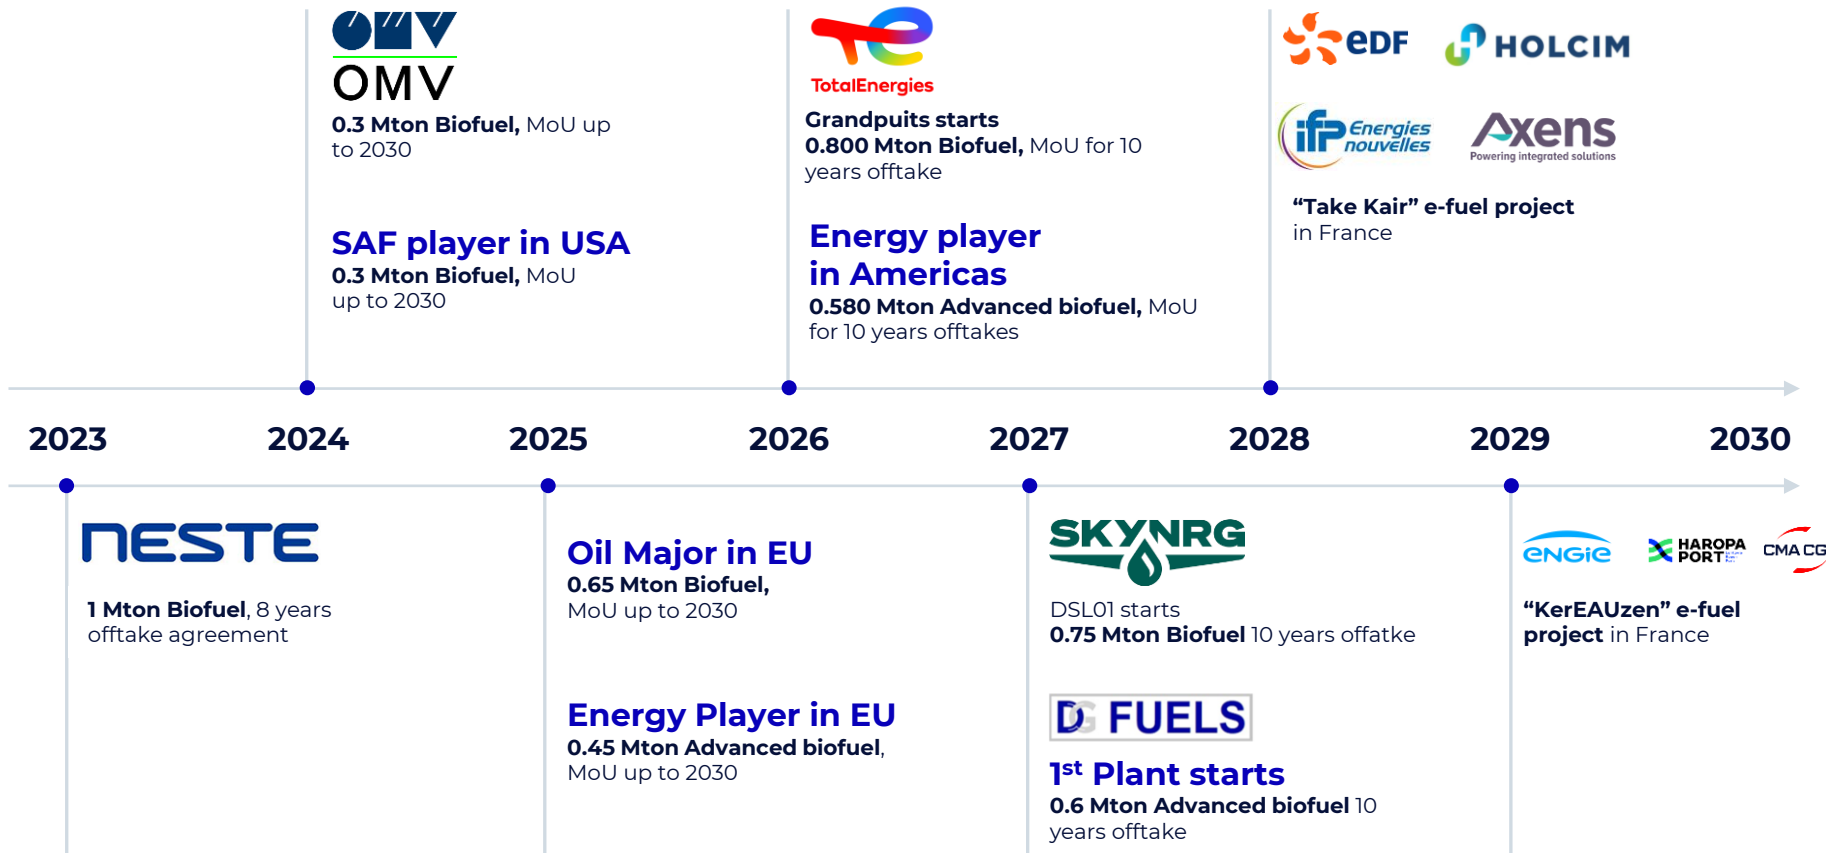 OMV
OMV
0.3 Mton Biofuel, MoU up
to 2030
SAF player in USA
0.3 Mton Biofuel, MoU
up to 2030
TotalEnergies
Grandpuits starts
0.800 Mton Biofuel, MoU for 10
years offtake
Energy player
in Americas
0.580 Mton Advanced biofuel, MoU
for 10 years offtakes
eDF
HOLCIM
ifp Energies
nouvelles
Axens
Powering integrated solutions
“Take Kair” e-fuel project
in France
2023 2024 2025 2026 2027 2028 2029 2030
NESTE
1 Mton Biofuel, 8 years
offtake agreement
Oil Major in EU
0.65 Mton Biofuel,
MoU up to 2030
Energy Player in EU
0.45 Mton Advanced biofuel,
MoU up to 2030
SKYNRG
DSL01 starts
0.75 Mton Biofuel 10 years offatke
DG FUELS
1st Plant starts
0.6 Mton Advanced biofuel 10
years offtake
ENGIE
HAROPA
PORT
CMA CG
“KerEAUzen” e-fuel
project in France